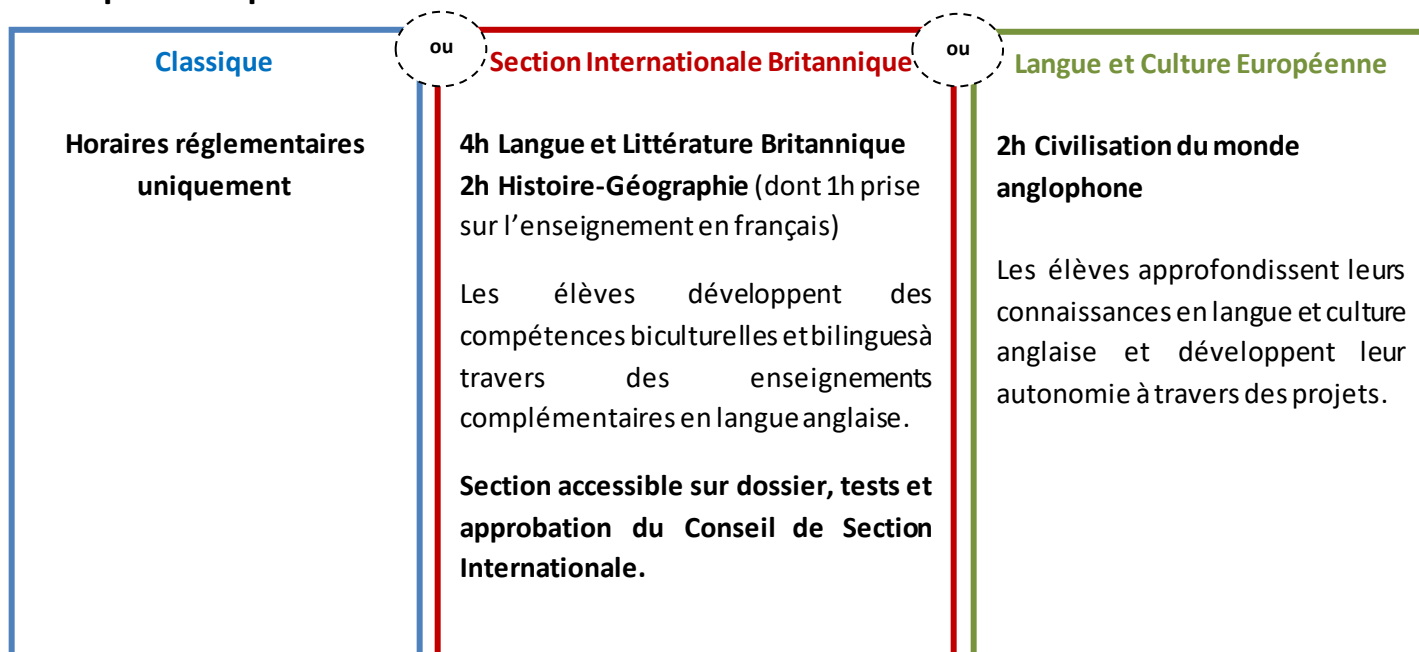 Classique
Horaires réglementaires
uniquement
ou
Section Internationale Britannique
4h Langue et Littérature Britannique
2h Histoire-Géographie (dont 1h prise
sur l'enseignement en français)
Les élèves développent des
compétences biculturelles et bilingues à
travers des enseignements
complémentaires en langue anglaise.
Section accessible sur dossier, tests et
approbation du Conseil de Section
Internationale.
ou
Langue et Culture Européenne
2h Civilisation du monde
anglophone
Les élèves approfondissent leurs
connaissances en langue et culture
anglaise et développent leur
autonomie à travers des projets.